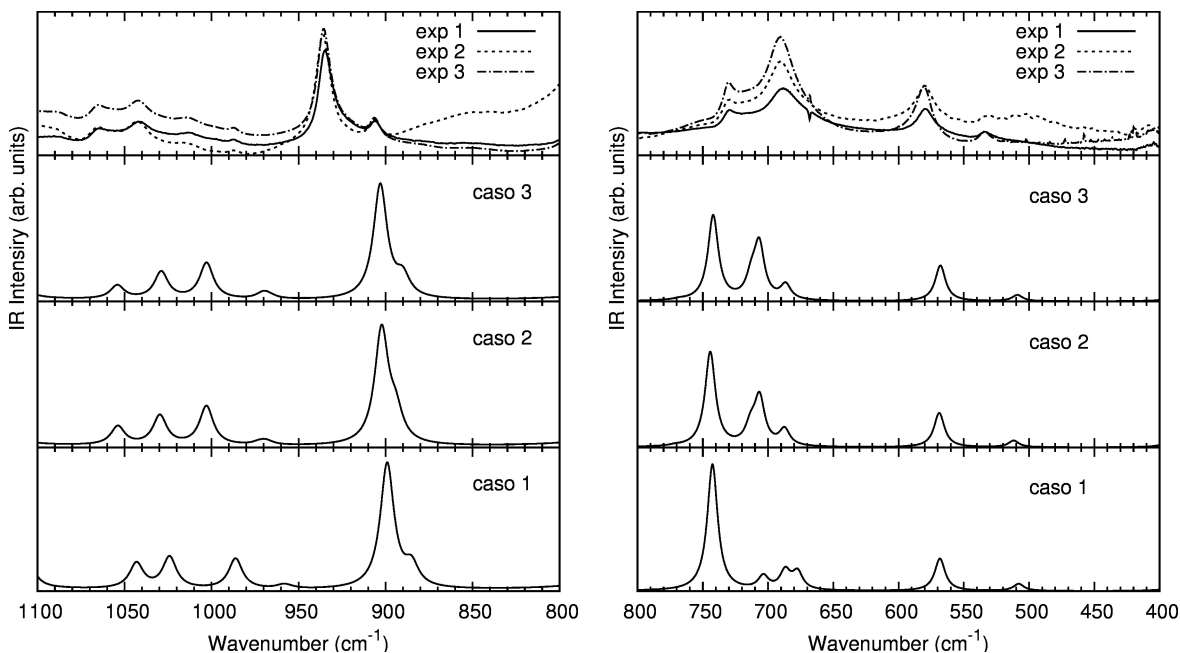 exp 1
exp 2
exp 3
caso 3
caso 2
caso 1
IR Intensiry (arb. units)
1100 1050 1000 950 900 850 800
Wavenumber (cm-1)
exp 1
exp 2
exp 3
caso 3
caso 2
caso 1
IR Intensiry (arb. units)
800 750 700 650 600 550 500 450 400
Wavenumber (cm-1)